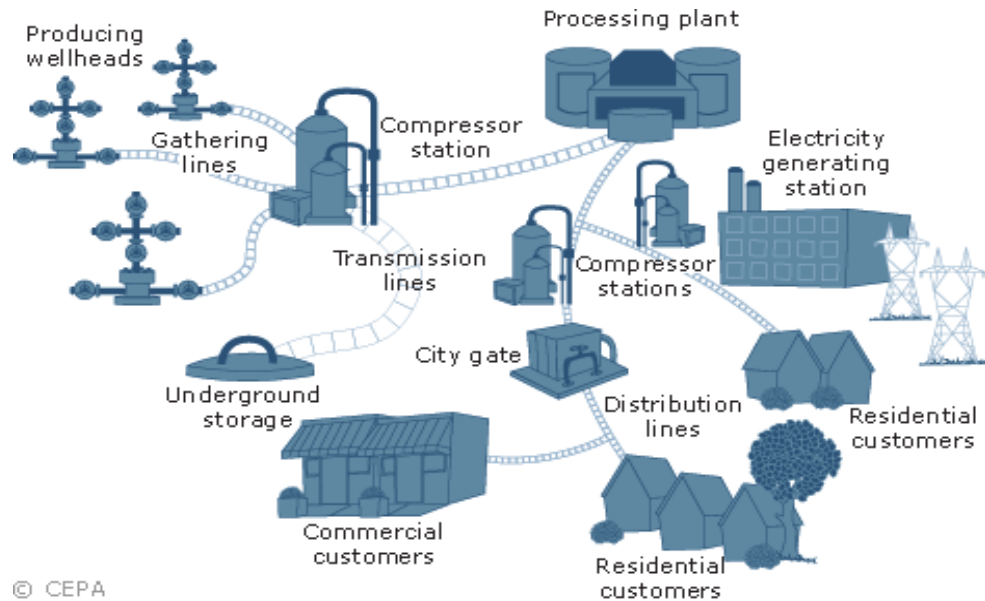 Processing plant
Producing
wellheads
Gathering
lines
Compressor
station
Electricity
generating
station
Transmission
lines
Compressor
stations
City gate
Underground
storage
Distribution
lines
Residential
customers
Commercial
customers
Residential
customers
© CEPA